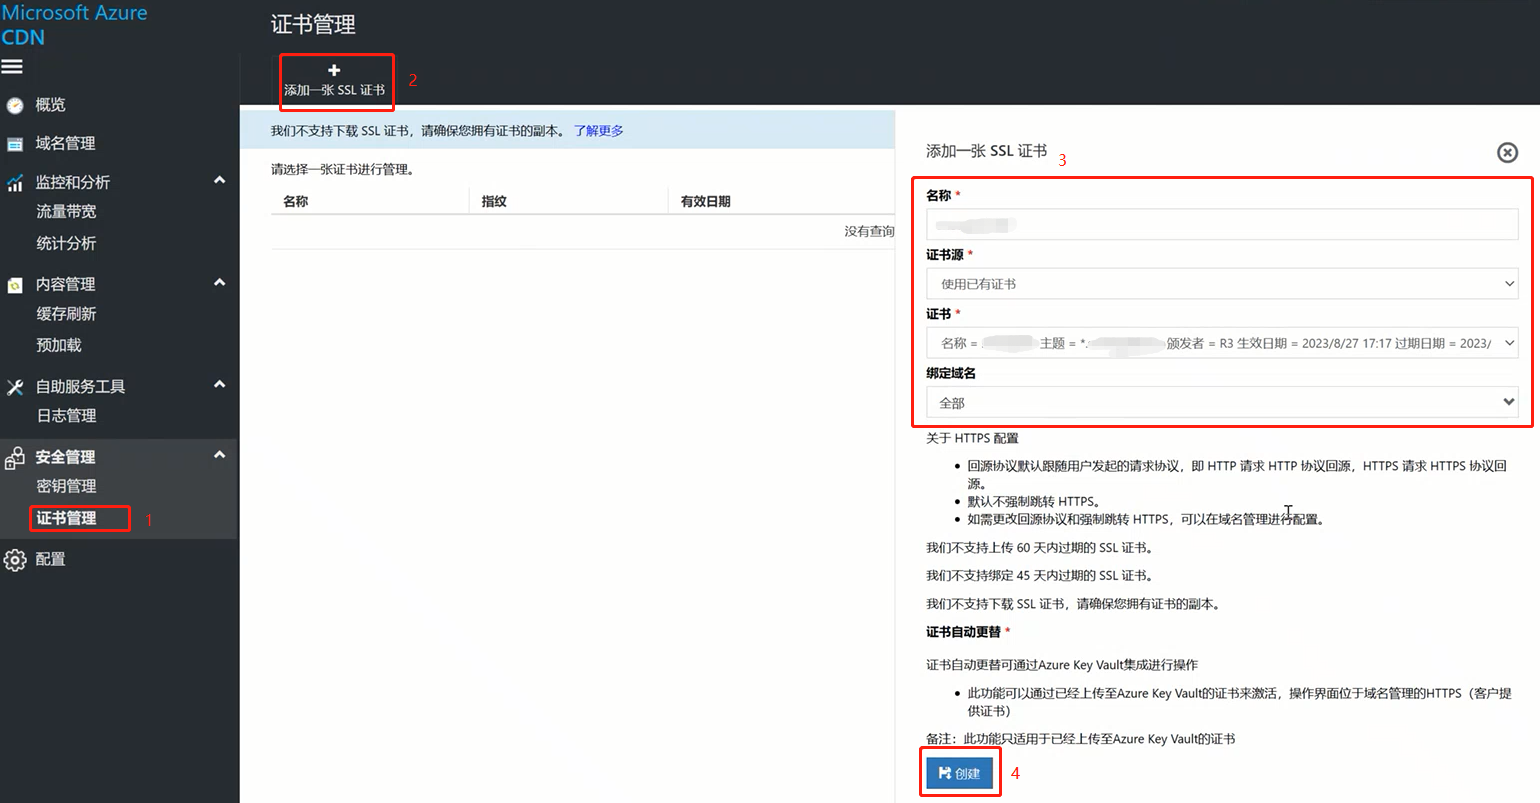 Microsoft Azure
CDN
概览
域名管理
监控和分析
流量带宽
统计分析
内容管理
缓存刷新
预加载
自助服务工具
日志管理
安全管理
密钥管理
证书管理
1
配置
证书管理
添加一张 SSL 证书
2
我们不支持下载 SSL 证书，请确保您拥有证书的副本。 了解更多
请选择一张证书进行管理。
名称 指纹 有效日期
没有查询
添加一张 SSL 证书
3
名称 *
证书源 *
使用已有证书
证书 *
名称 = 主题 = *. 颁发者 = R3 生效日期 = 2023/8/27 17:17 过期日期 = 2023/
绑定域名
全部
关于 HTTPS 配置
• 回源协议默认跟随用户发起的请求协议，即 HTTP 请求 HTTP 协议回源，HTTPS 请求 HTTPS 协议回
源。
• 默认不强制跳转 HTTPS。
• 如需更改回源协议和强制跳转 HTTPS，可以在域名管理进行配置。
我们不支持上传 60 天内过期的 SSL 证书。
我们不支持绑定 45 天内过期的 SSL 证书。
我们不支持下载 SSL 证书，请确保您拥有证书的副本。
证书自动更替 *
证书自动更替可通过Azure Key Vault集成进行操作
• 此功能可以通过已经上传至Azure Key Vault的证书来激活，操作界面位于域名管理的HTTPS（客户提
供证书）
备注：此功能只适用于已经上传至Azure Key Vault的证书
创建
4